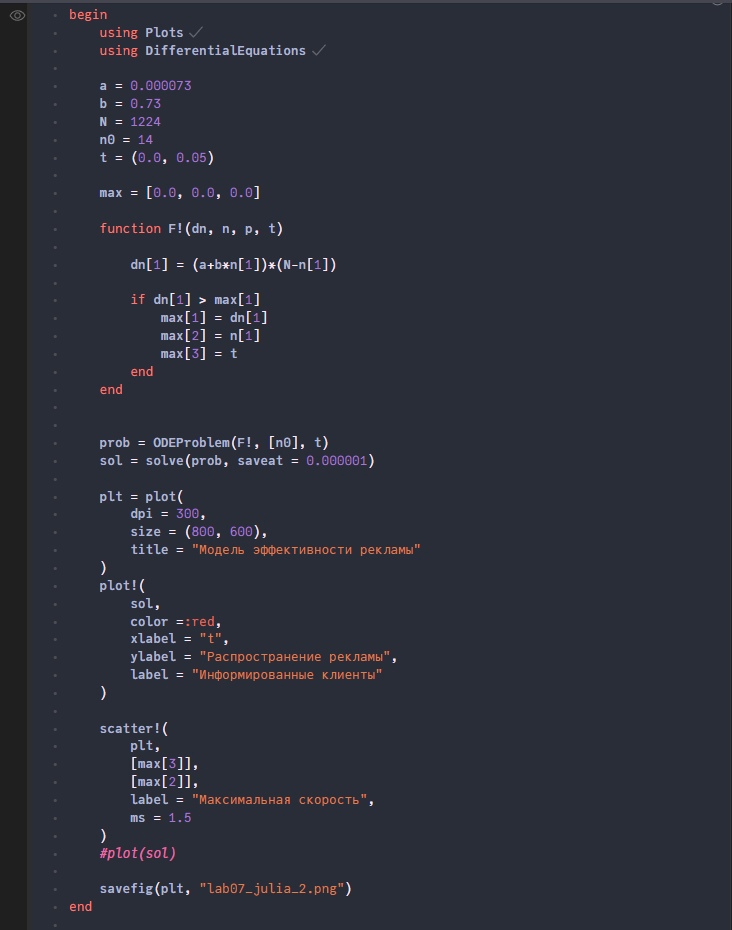 begin
using Plots
using DifferentialEquations
a = 0.000073
b = 0.73
N = 1224
n0 = 14
t = (0.0, 0.05)
max = [0.0, 0.0, 0.0]
function F!(dn, n, p, t)
dn[1] = (a+b*n[1])*(N-n[1])
if dn[1] > max[1]
max[1] = dn[1]
max[2] = n[1]
max[3] = t
end
end
prob = ODEProblem(F!, [n0], t)
sol = solve(prob, saveat = 0.000001)
plt = plot(
dpi = 300,
size = (800, 600),
title = "Модель эффективности рекламы"
)
plot!(
sol,
color =:red,
xlabel = "t",
ylabel = "Распространение рекламы",
label = "Информированные клиенты"
)
scatter!(
plt,
[max[3]],
[max[2]],
label = "Максимальная скорость",
ms = 1.5
)
#plot(sol)
savefig(plt, "lab07_julia_2.png")
end